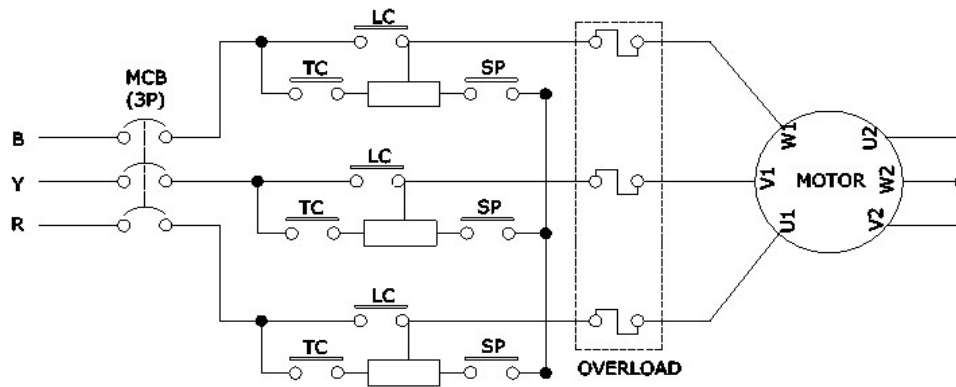 LC
TC
SP
MCB
(3P)
B
Y
R
LC
TC
SP
LC
TC
SP
OVERLOAD
W1
U2
V1
MOTOR
W2
U1
V2